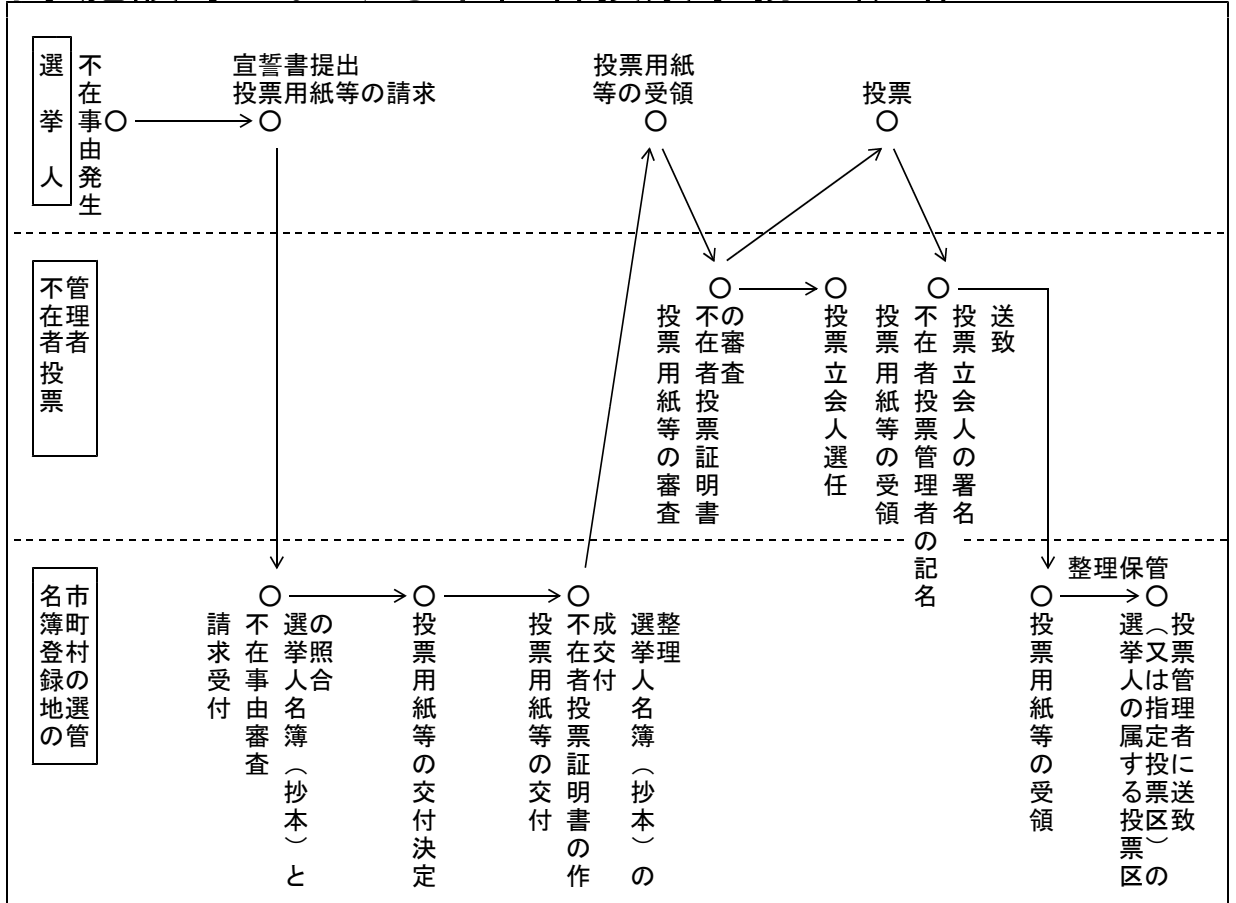 選挙人
不在事由発生
宣誓書提出
投票用紙等の請求
投票用紙
等の受領
投票
不在者投票
管理者
投票用紙等の審査
不在者投票証明書
の審査
投票立会人選任
投票用紙等の受領
不在者投票管理者の記名
投票立会人の署名
送致
名簿登録地の
市町村の選管
請求受付
不在事由審査
選挙人名簿（抄本）と
の照合
投票用紙等の交付決定
投票用紙等の交付
不在者投票証明書の作
成交付
選挙人名簿（抄本）の
整理
投票用紙等の受領
整理保管
選挙人の属する投票区
（又は指定投票区）の
投票管理者に送致